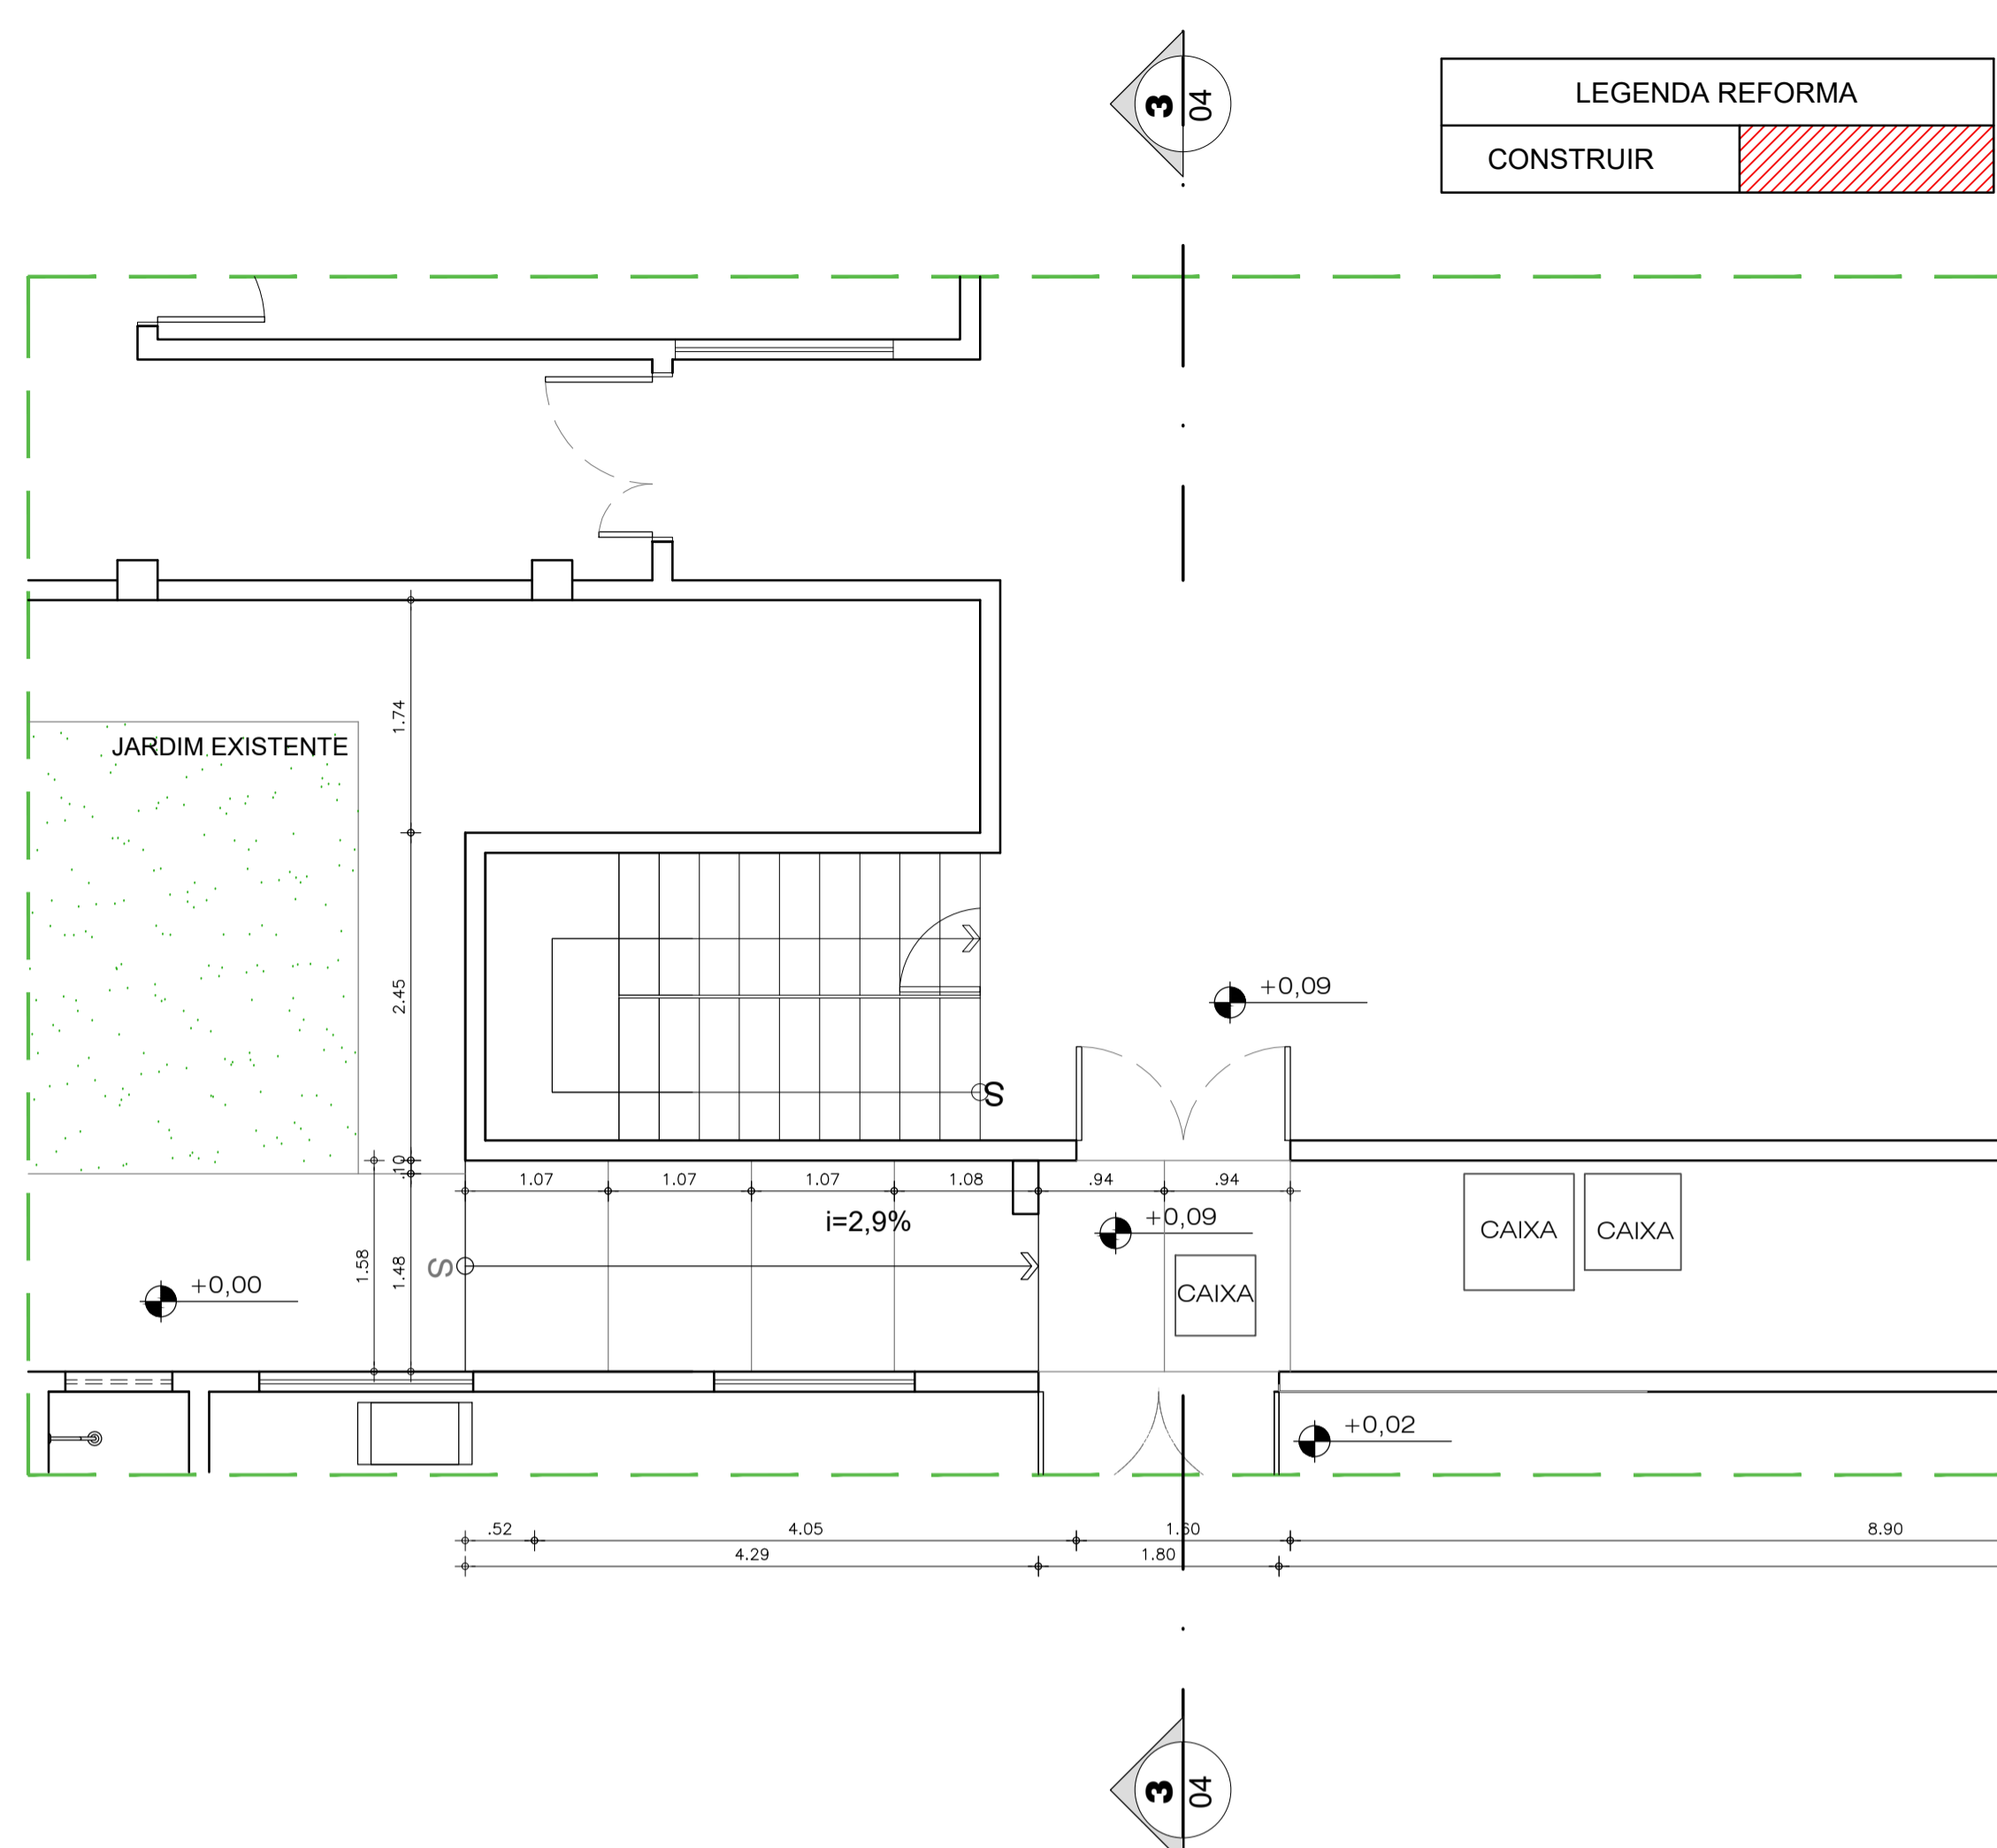 3
04
LEGENDA REFORMA
CONSTRUIR
1.74
JARDIM EXISTENTE
2.45
+0,09
S
.10
1.07
1.07
1.07
1.08
.94
.94
i=2,9%
+0,09
CAIXA
CAIXA
1.58
1.48
S
+0,00
CAIXA
+0,02
.52
4.05
1.60
8.90
4.29
1.80
3
04